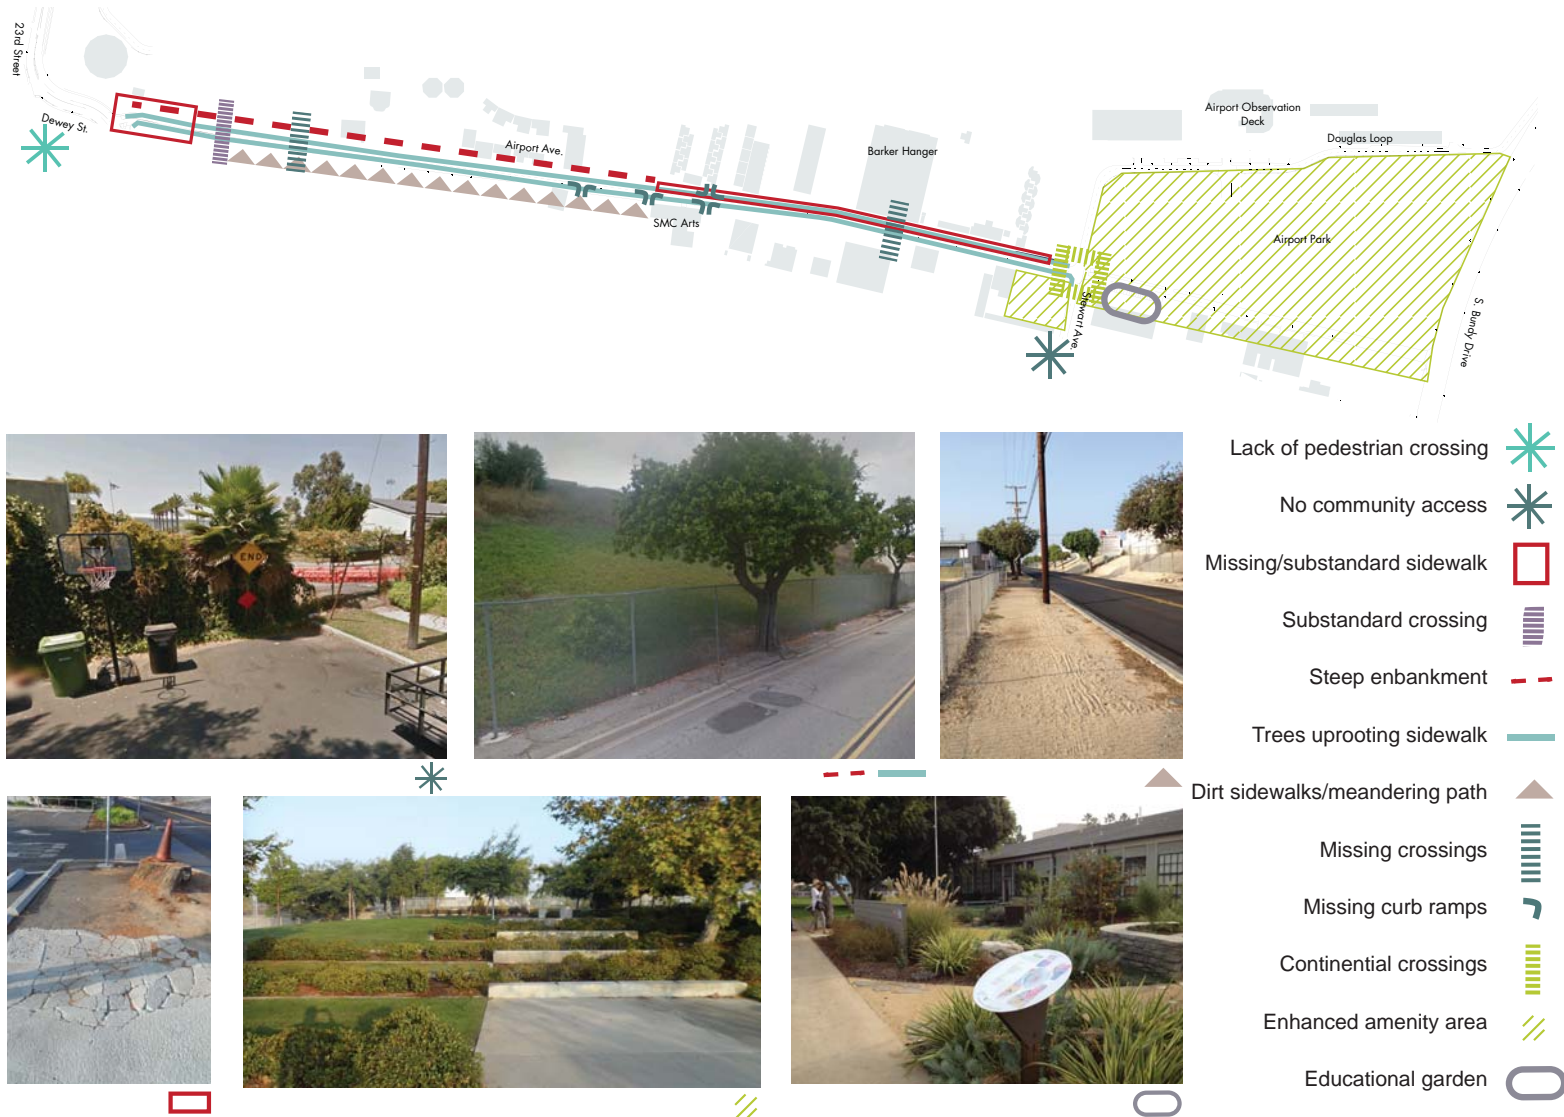 23rd Street
Dewey St.
Airport Ave.
SMC Arts
Barker Hanger
Airport Observation
Deck
Douglas Loop
Airport Park
Stewart Ave.
S. Bundy Drive
END
Lack of pedestrian crossing
No community access
Missing/substandard sidewalk
Substandard crossing
Steep enbankment
Trees uprooting sidewalk
Dirt sidewalks/meandering path
Missing crossings
Missing curb ramps
Continential crossings
Enhanced amenity area
Educational garden